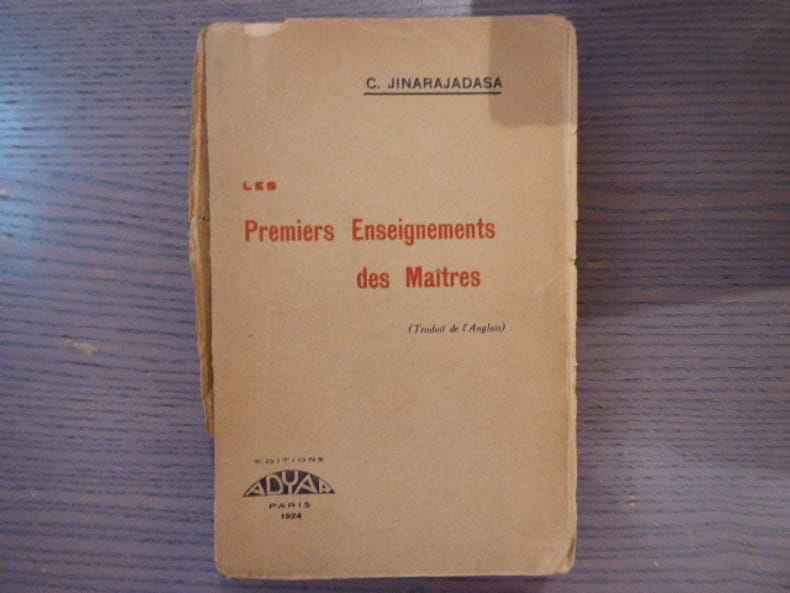 C. JINARAJADASA
LES
Premiers Enseignements
des Maîtres
(Traduit de l'Anglais)
EDITIONS
ADYAR
PARIS
1924